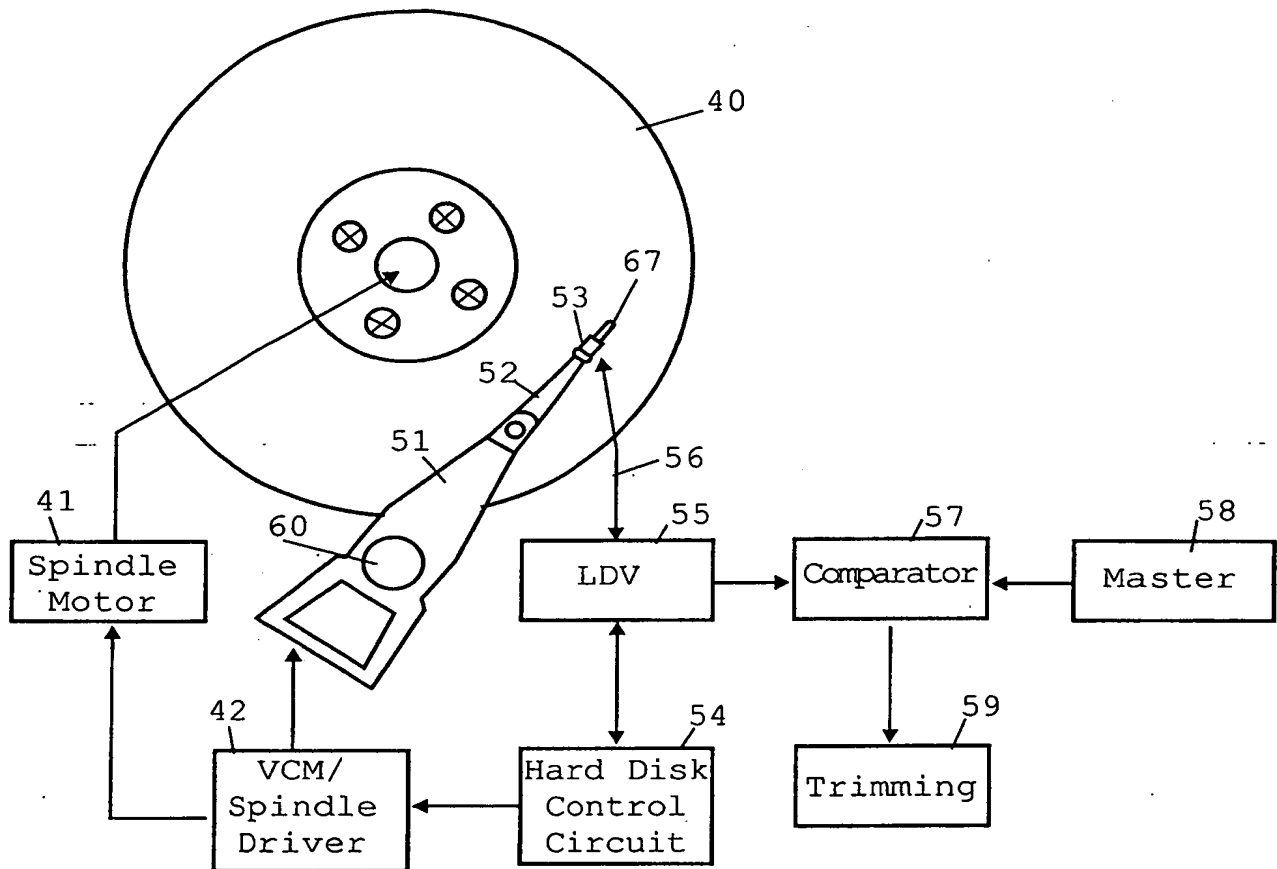 40
67
53
52
51
56
41
60
55
57
58
Spindle
Motor
LDV
Comparator
Master
42
54
59
VCM/
Spindle
Driver
Hard Disk
Control
Circuit
Trimming